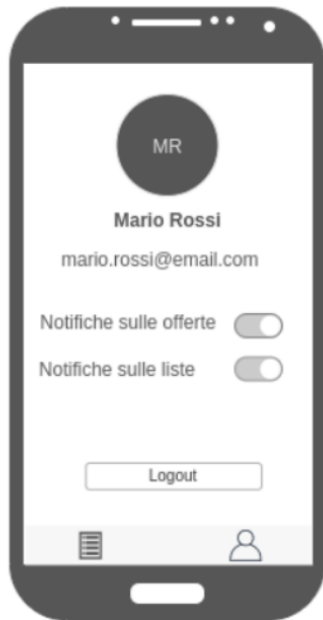 MR
Mario Rossi
mario.rossi@email.com
Notifiche sulle offerte
Notifiche sulle liste
Logout